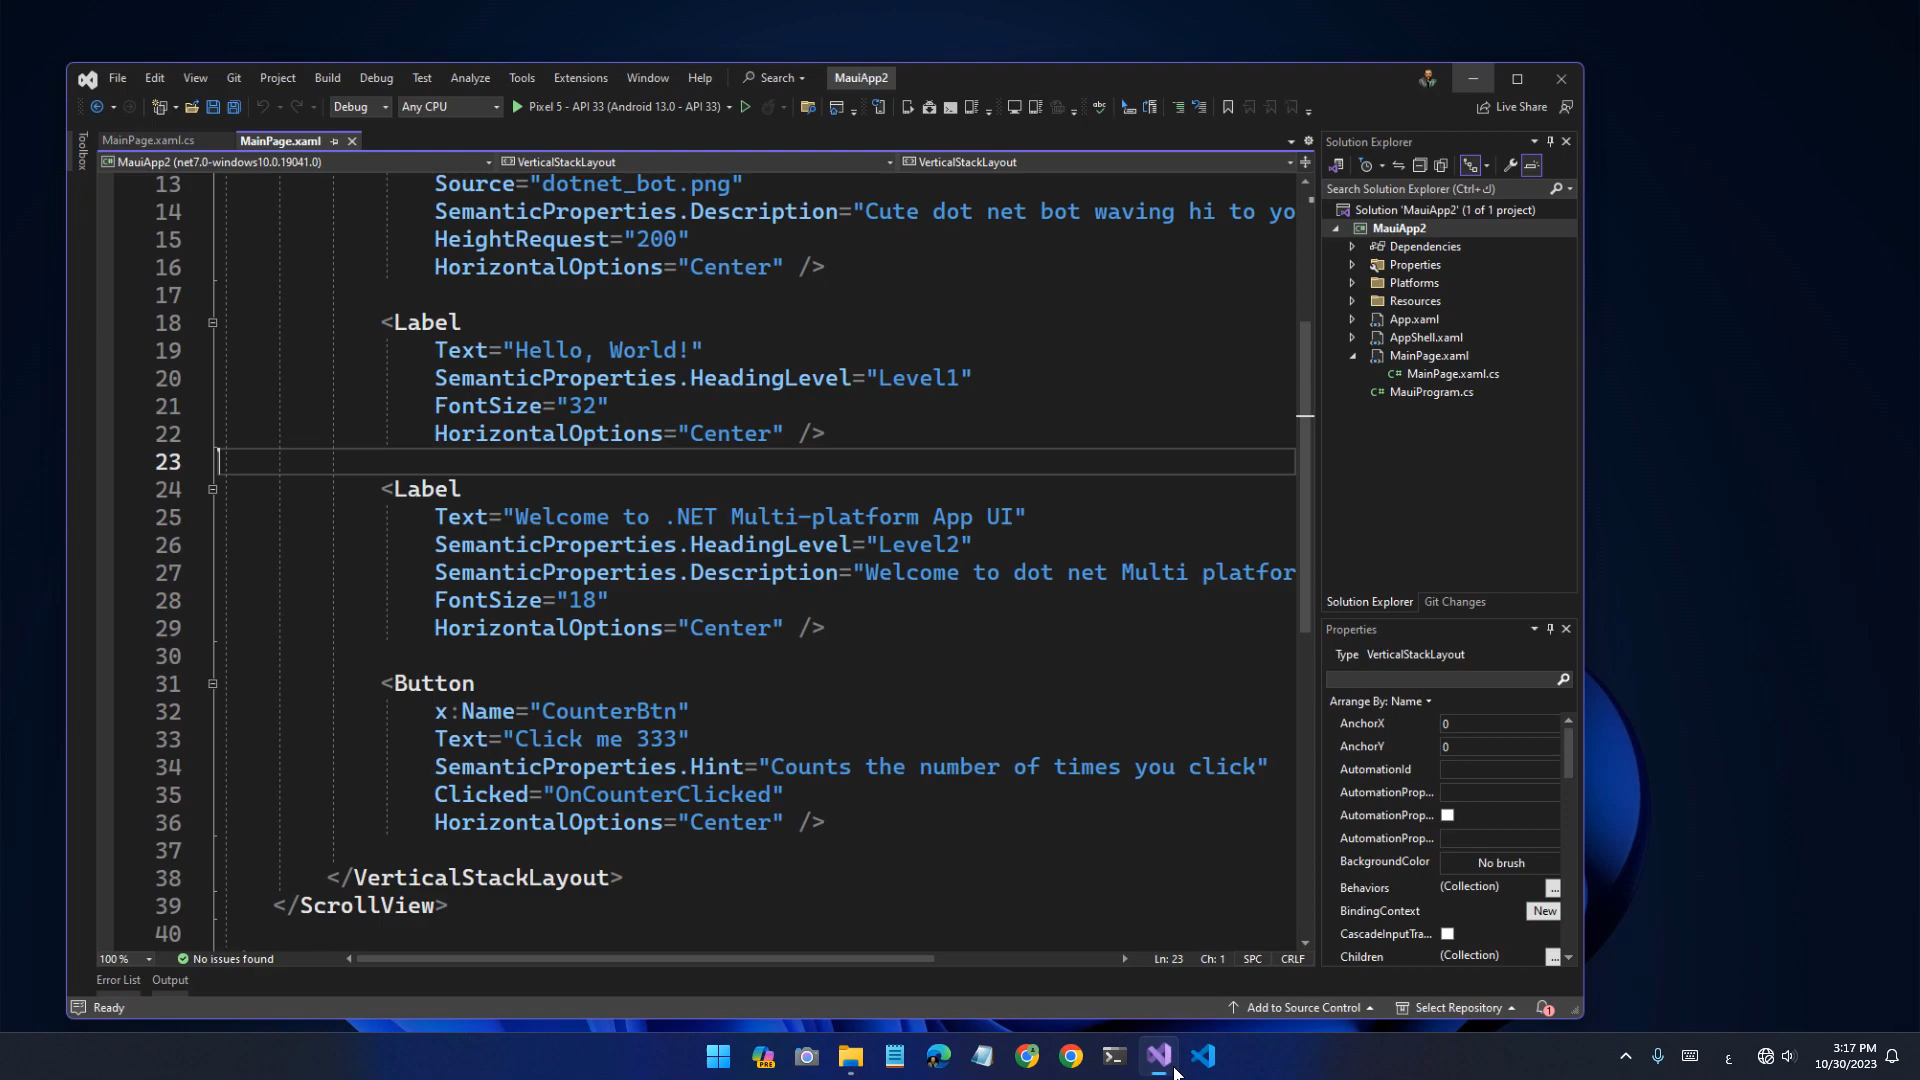 File Edit View Git Project Build Debug Test Analyze Tools Extensions Window Help Search MauiApp2
Debug Any CPU Pixel 5 - API 33 (Android 13.0 - API 33) Live Share
Toolbox
MainPage.xaml.cs MainPage.xaml
MauiApp2 (net7.0-windows10.0.19041.0) VerticalStackLayout VerticalStackLayout
13 Source="dotnet_bot.png"
14 SemanticProperties.Description="Cute dot net bot waving hi to yo
15 HeightRequest="200"
16 HorizontalOptions="Center" />
17
18 <Label
19 Text="Hello, World!"
20 SemanticProperties.HeadingLevel="Level1"
21 FontSize="32"
22 HorizontalOptions="Center" />
23
24 <Label
25 Text="Welcome to .NET Multi-platform App UI"
26 SemanticProperties.HeadingLevel="Level2"
27 SemanticProperties.Description="Welcome to dot net Multi platfor
28 FontSize="18"
29 HorizontalOptions="Center" />
30
31 <Button
32 x:Name="CounterBtn"
33 Text="Click me 333"
34 SemanticProperties.Hint="Counts the number of times you click"
35 Clicked="OnCounterClicked"
36 HorizontalOptions="Center" />
37
38 </VerticalStackLayout>
39 </ScrollView>
40
100 % No issues found Ln: 23 Ch: 1 SPC CRLF
Error List Output
Solution Explorer
Search Solution Explorer (Ctrl+ك)
Solution 'MauiApp2' (1 of 1 project)
MauiApp2
Dependencies
Properties
Platforms
Resources
App.xaml
AppShell.xaml
MainPage.xaml
C# MainPage.xaml.cs
C# MauiProgram.cs
Solution Explorer Git Changes
Properties
Type VerticalStackLayout
Arrange By: Name
AnchorX 0
AnchorY 0
AutomationId
AutomationProp...
AutomationProp...
AutomationProp...
BackgroundColor No brush
Behaviors (Collection) ...
BindingContext New
CascadeInputTra...
Children (Collection) ...
Ready Add to Source Control Select Repository 1
PRE
ع 3:17 PM
10/30/2023